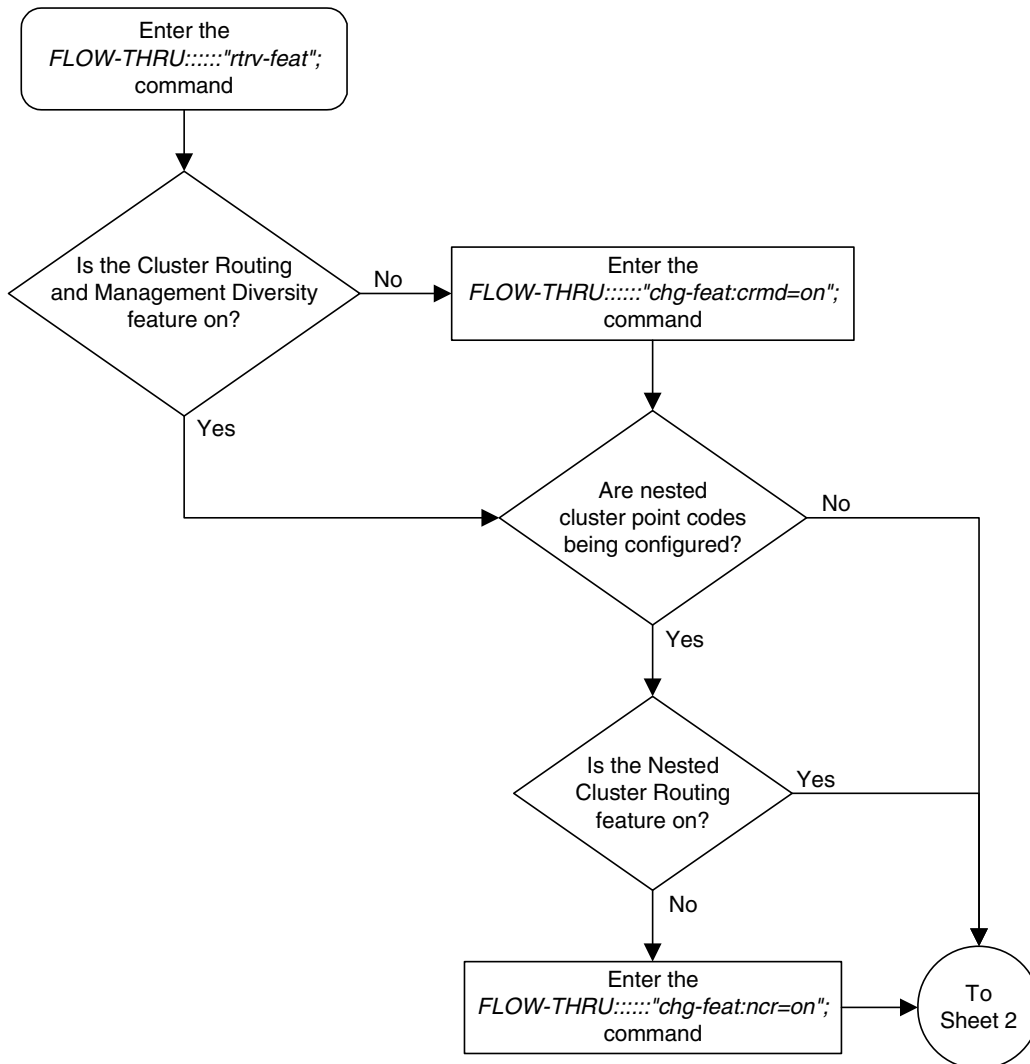 Enter the
FLOW-THRU::::::"rtrv-feat";
command
Is the Cluster Routing
and Management Diversity
feature on?
No
Enter the
FLOW-THRU::::::"chg-feat:crmd=on";
command
Yes
Are nested
cluster point codes
being configured?
No
Yes
Is the Nested
Cluster Routing
feature on?
Yes
No
Enter the
FLOW-THRU::::::"chg-feat:ncr=on";
command
To
Sheet 2